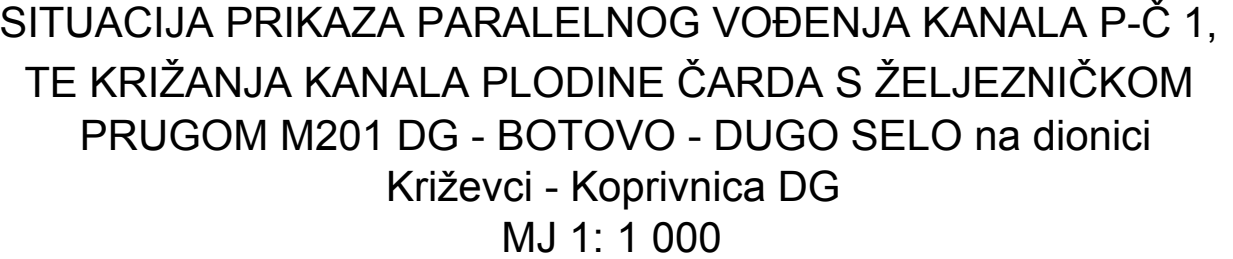 SITUACIJA PRIKAZA PARALELNOG VOĐENJA KANALA P-Č 1,
TE KRIŽANJA KANALA PLODINE ČARDA S ŽELJEZNIČKOM
PRUGOM M201 DG - BOTOVO - DUGO SELO na dionici
Križevci - Koprivnica DG
MJ 1: 1 000